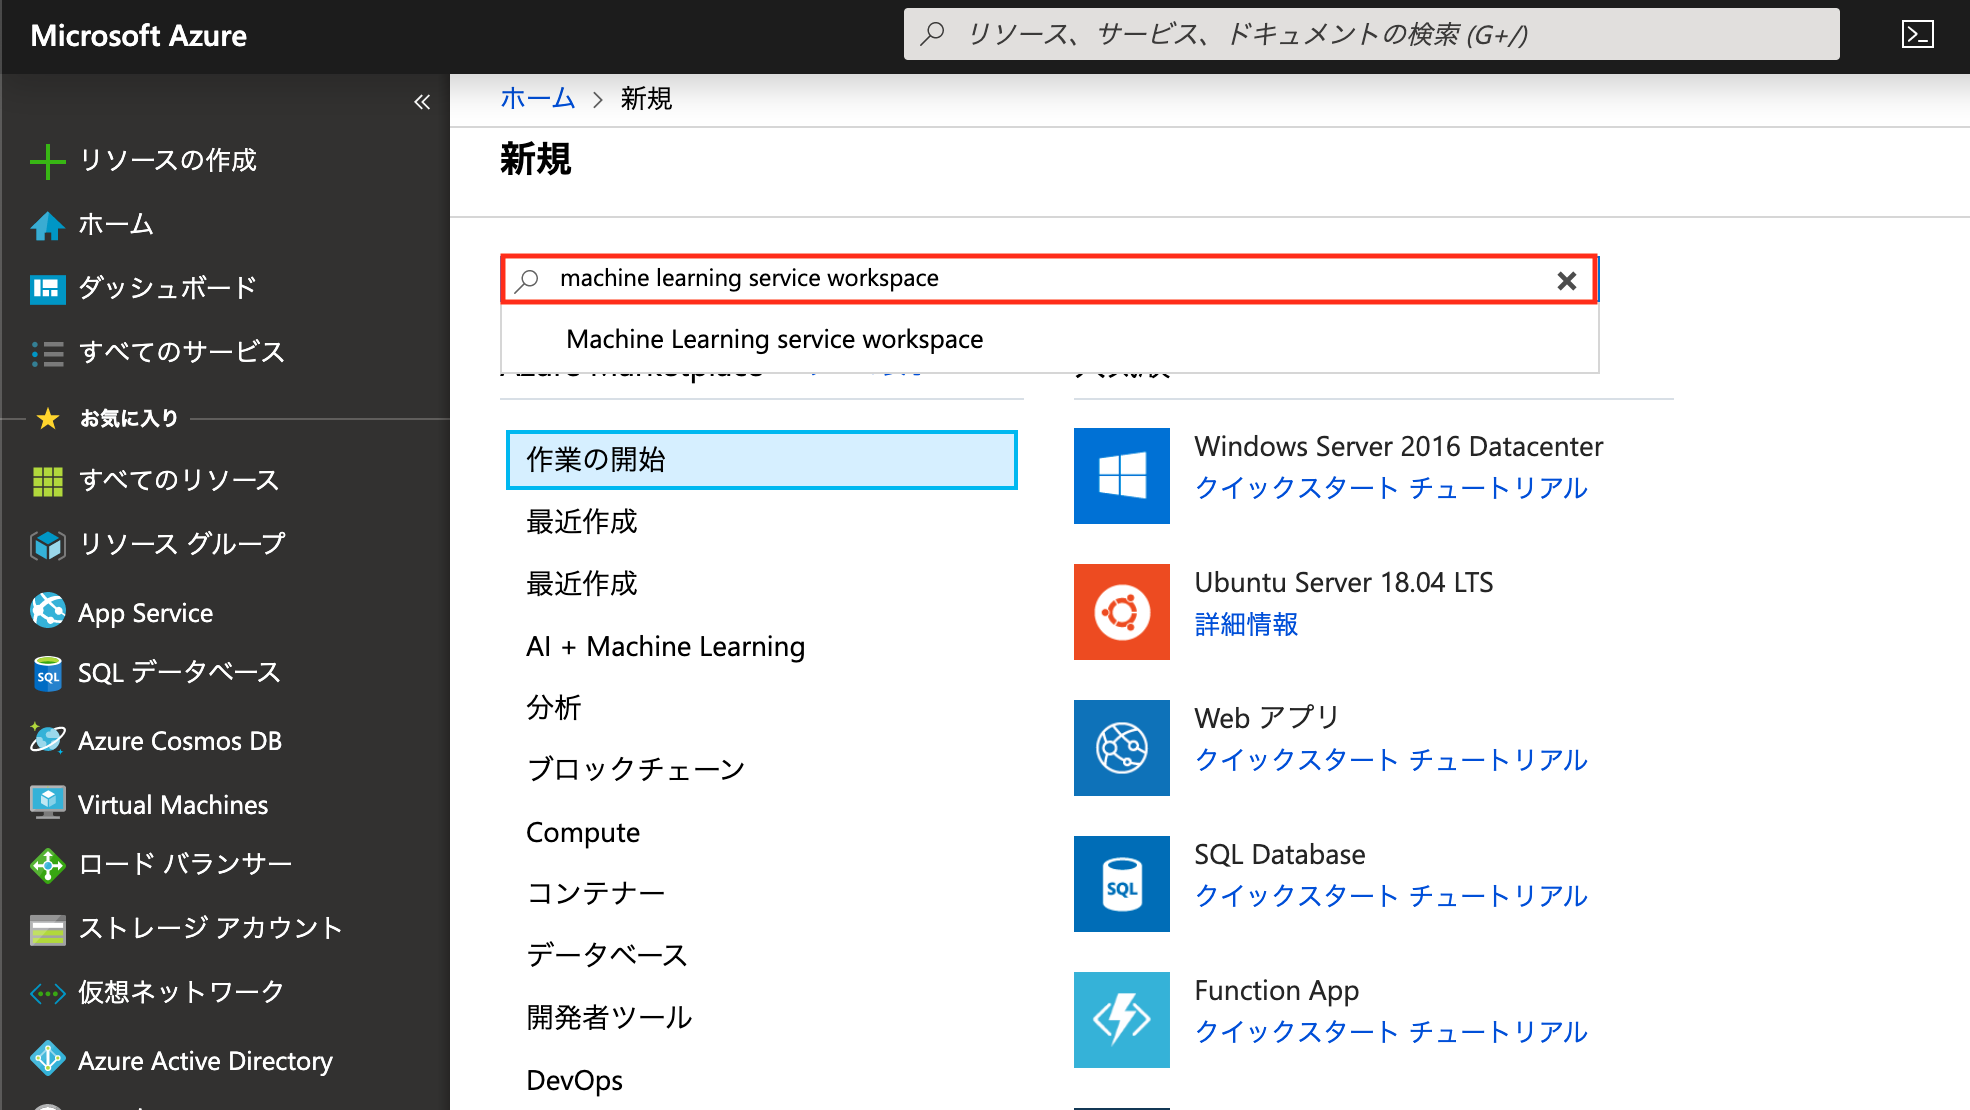 Microsoft Azure
リソース、サービス、ドキュメントの検索 (G+/)
リソースの作成
ホーム
ダッシュボード
すべてのサービス
お気に入り
すべてのリソース
リソース グループ
App Service
SQL データベース
Azure Cosmos DB
Virtual Machines
ロード バランサー
ストレージ アカウント
仮想ネットワーク
Azure Active Directory
ホーム > 新規
新規
machine learning service workspace
Machine Learning service workspace
作業の開始
最近作成
最近作成
AI + Machine Learning
分析
ブロックチェーン
Compute
コンテナー
データベース
開発者ツール
DevOps
Windows Server 2016 Datacenter
クイックスタート チュートリアル
Ubuntu Server 18.04 LTS
詳細情報
Web アプリ
クイックスタート チュートリアル
SQL
SQL Database
クイックスタート チュートリアル
Function App
クイックスタート チュートリアル